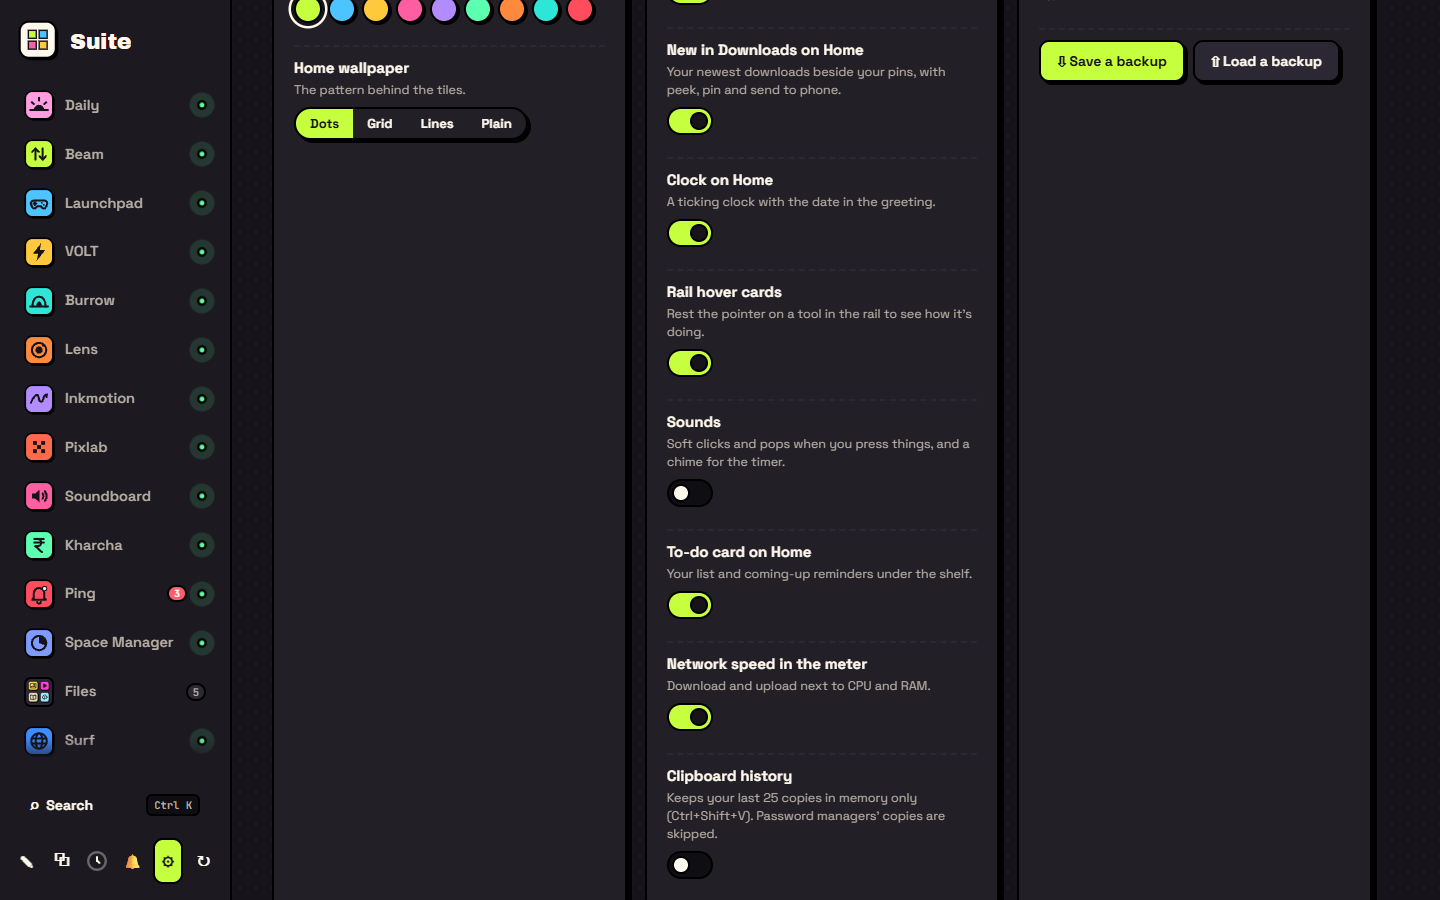 Suite
Daily
Beam
Launchpad
VOLT
Burrow
Lens
Inkmotion
Pixlab
Soundboard
Kharcha
Ping
3
Space Manager
Files
5
Surf
Search
Ctrl K
Home wallpaper
The pattern behind the tiles.
Dots
Grid
Lines
Plain
New in Downloads on Home
Your newest downloads beside your pins, with
peek, pin and send to phone.
Clock on Home
A ticking clock with the date in the greeting.
Rail hover cards
Rest the pointer on a tool in the rail to see how it's
doing.
Sounds
Soft clicks and pops when you press things, and a
chime for the timer.
To-do card on Home
Your list and coming-up reminders under the shelf.
Network speed in the meter
Download and upload next to CPU and RAM.
Clipboard history
Keeps your last 25 copies in memory only
(Ctrl+Shift+V). Password managers' copies are
skipped.
⇩ Save a backup
⇧ Load a backup